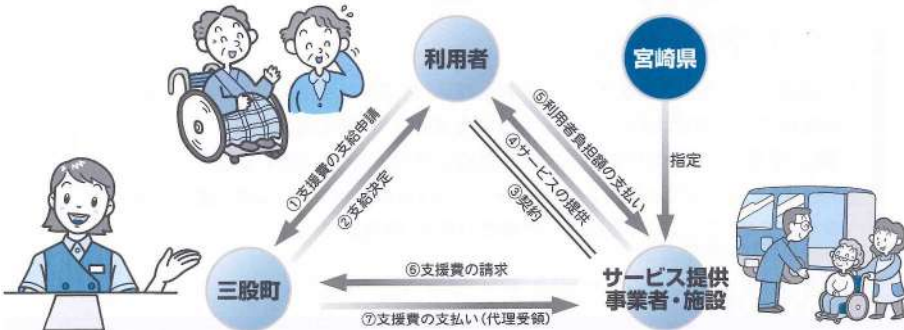 利用者
宮崎県
①支援費の支給申請
②支給決定
③契約
④サービスの提供
⑤利用者負担額の支払い
指定
三股町
⑥支援費の請求
⑦支援費の支払い(代理受領)
サービス提供
事業者・施設